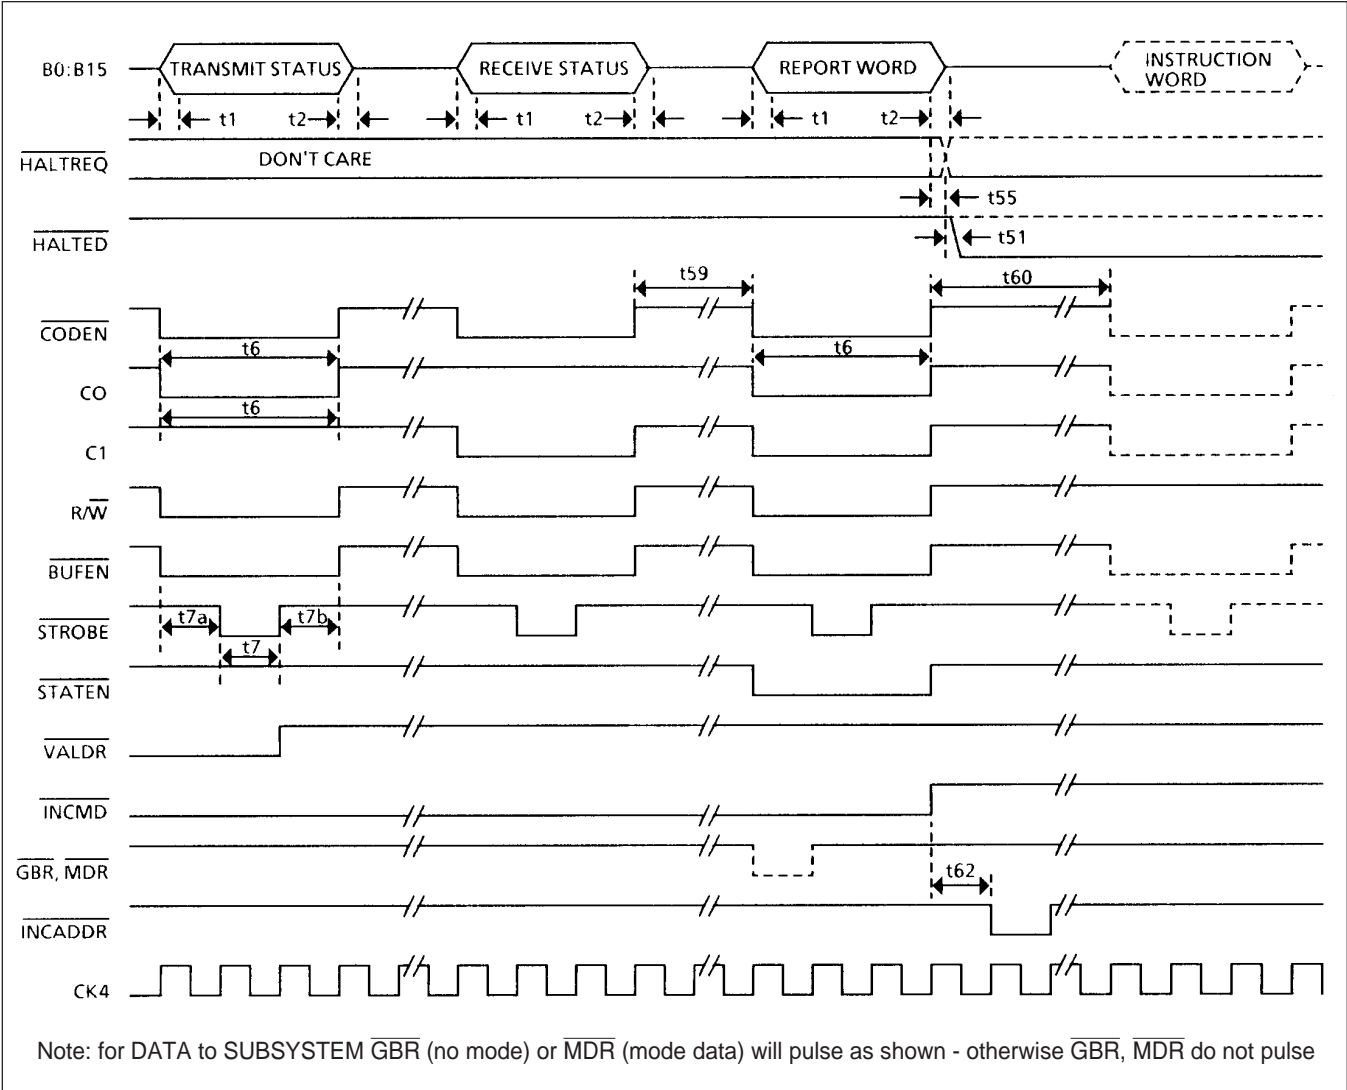 B0:B15 TRANSMIT STATUS RECEIVE STATUS REPORT WORD INSTRUCTION WORD
t1 t2 t1 t2 t1 t2
HALTREQ DON'T CARE
t55
HALTED
t51
t59 t60
CODEN
t6 t6
CO
t6
C1
R/W
BUFEN
STROBE t7a t7b
t7
STATEN
VALDR
INCMD
GBR, MDR
t62
INCADDR
CK4
Note: for DATA to SUBSYSTEM GBR (no mode) or MDR (mode data) will pulse as shown - otherwise GBR, MDR do not pulse